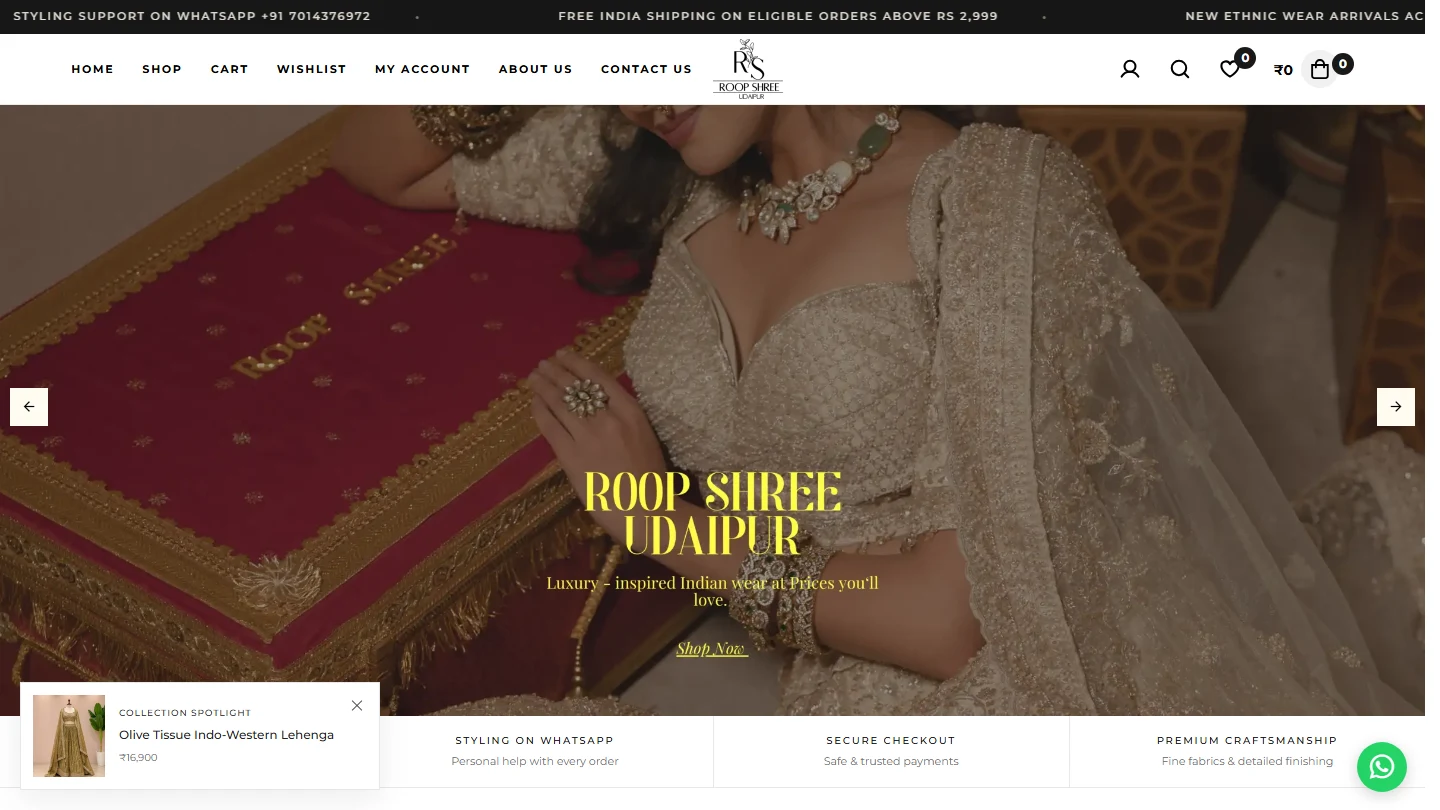 STYLING SUPPORT ON WHATSAPP +91 7014376972 • FREE INDIA SHIPPING ON ELIGIBLE ORDERS ABOVE RS 2,999 • NEW ETHNIC WEAR ARRIVALS AC
HOME SHOP CART WISHLIST MY ACCOUNT ABOUT US CONTACT US
RS
ROOP SHREE
UDAIPUR
0
₹0
0
ROOP SHREE
ROOP SHREE
UDAIPUR
Luxury - inspired Indian wear at Prices you'll
love.
Shop Now
COLLECTION SPOTLIGHT
Olive Tissue Indo-Western Lehenga
₹16,900
STYLING ON WHATSAPP
Personal help with every order
SECURE CHECKOUT
Safe & trusted payments
PREMIUM CRAFTSMANSHIP
Fine fabrics & detailed finishing